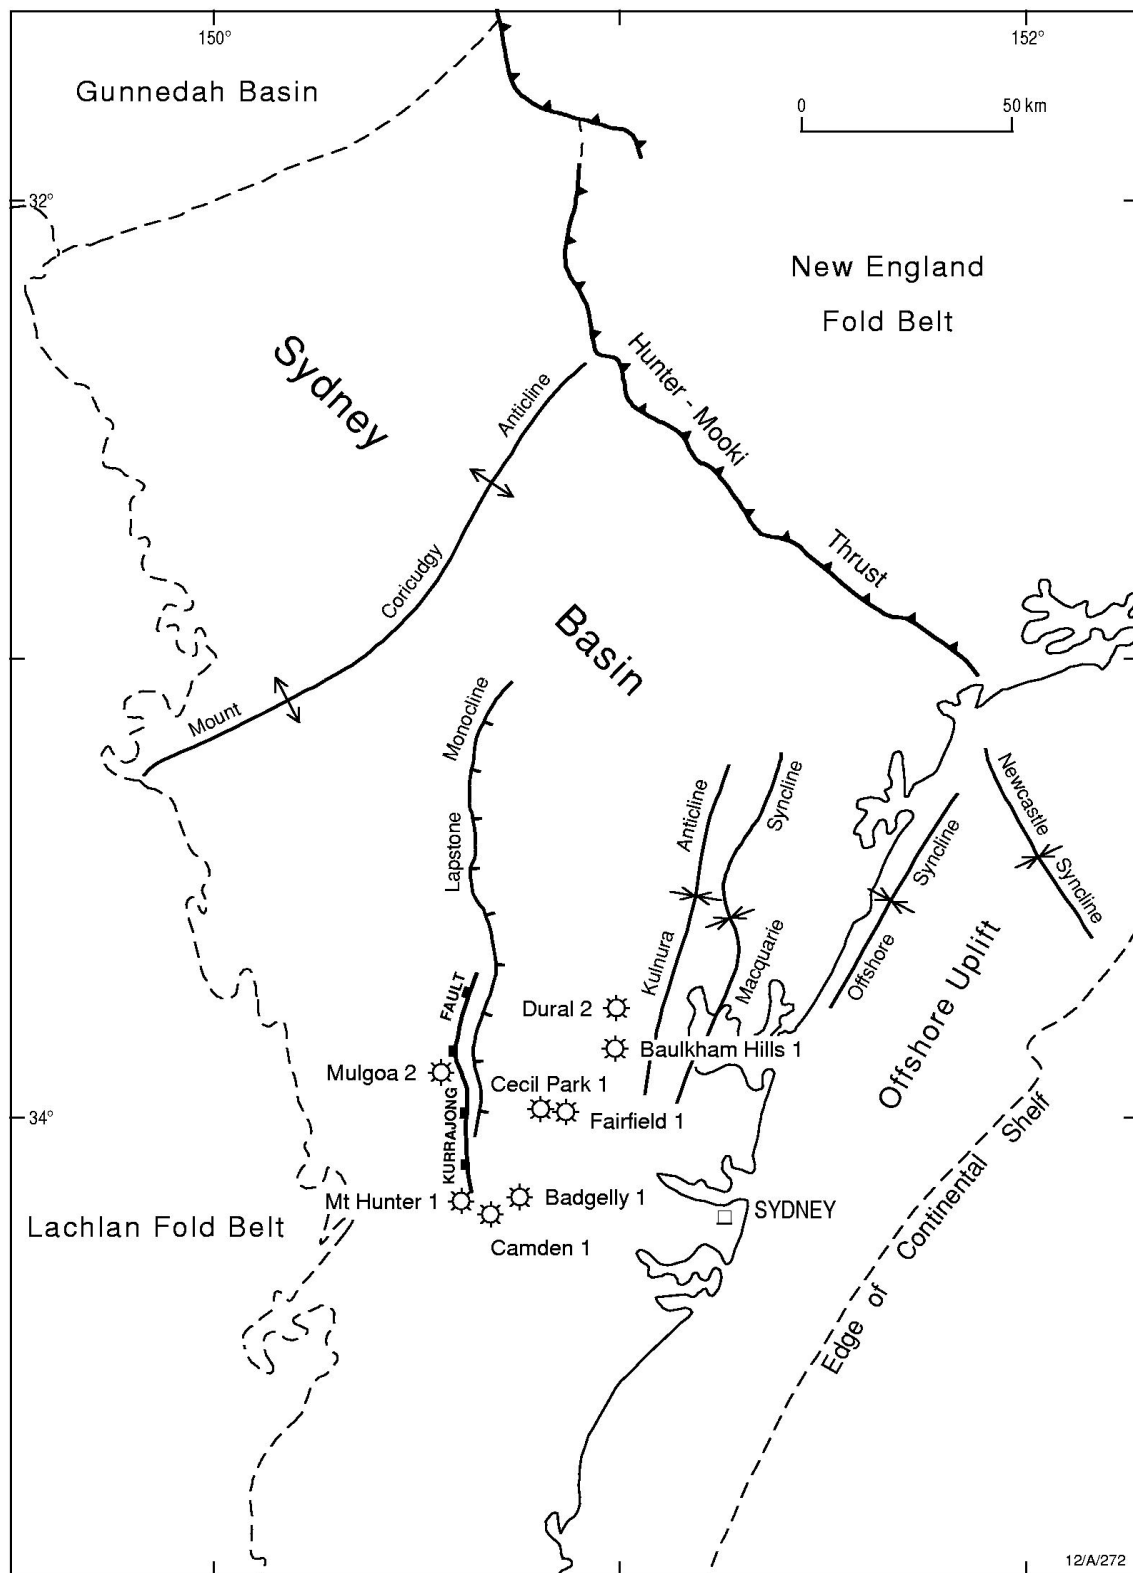 150°
152°
Gunnedah Basin
0
50 km
32°
New England
Fold Belt
Sydney
Hunter - Mooki
Thrust
Anticline
Coricudgy
Mount
Basin
Monocline
Lapstone
Anticline
Kulnura
Syncline
Macquarie
Newcastle
Syncline
Syncline
Offshore
Offshore Uplift
FAULT
KURRAJONG
Dural 2
Baulkham Hills 1
Mulgoa 2
Cecil Park 1
Fairfield 1
34°
Mt Hunter 1
Badgelly 1
Camden 1
SYDNEY
Lachlan Fold Belt
Edge of Continental Shelf
12/A/272